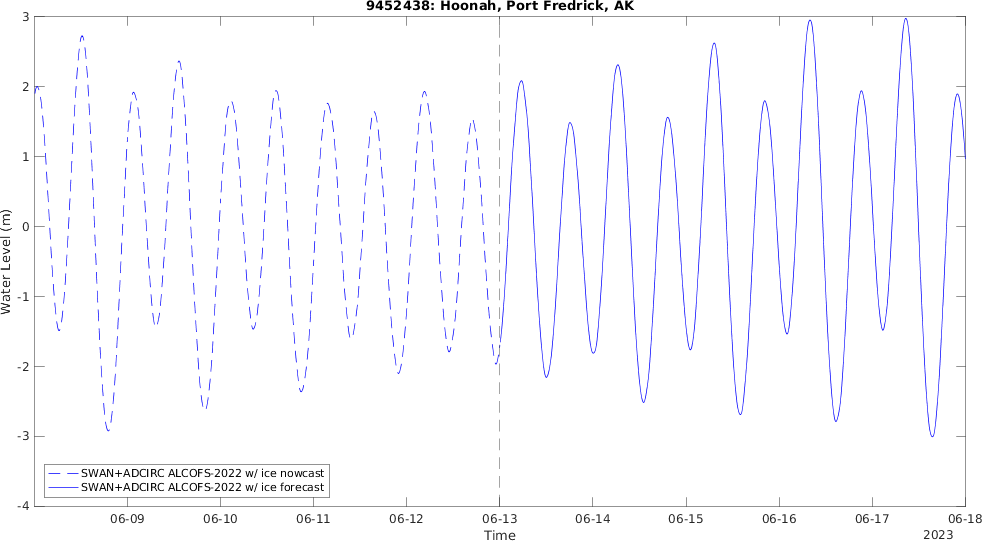 9452438: Hoonah, Port Fredrick, AK
3
2
1
0
-1
-2
-3
-4
Water Level (m)
SWAN+ADCIRC ALCOFS-2022 w/ ice nowcast
SWAN+ADCIRC ALCOFS-2022 w/ ice forecast
06-09 06-10 06-11 06-12 06-13 06-14 06-15 06-16 06-17 06-18
Time
2023